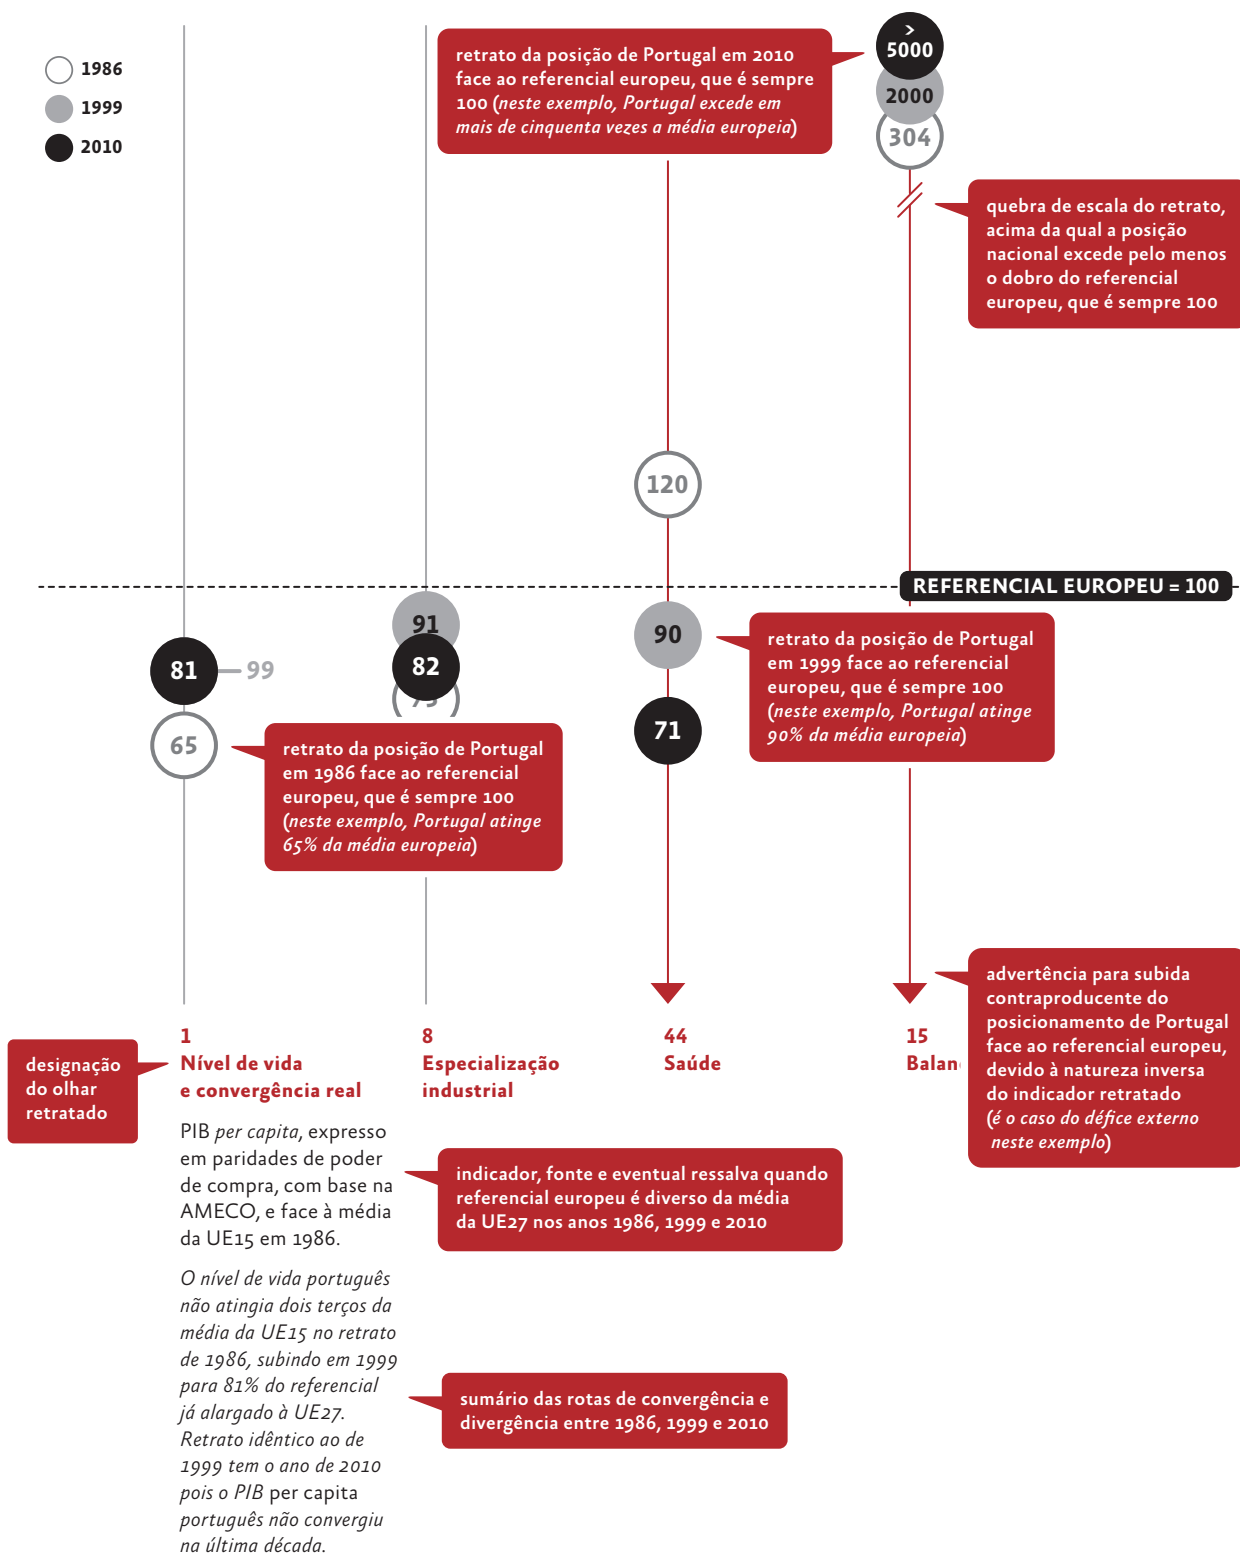 1986
1999
2010
retrato da posição de Portugal em 2010
face ao referencial europeu, que é sempre
100 (neste exemplo, Portugal excede em
mais de cinquenta vezes a média europeia)
>
5000
2000
304
quebra de escala do retrato,
acima da qual a posição
nacional excede pelo menos
o dobro do referencial
europeu, que é sempre 100
120
REFERENCIAL EUROPEU = 100
81
99
65
91
82
90
71
retrato da posição de Portugal
em 1999 face ao referencial
europeu, que é sempre 100
(neste exemplo, Portugal atinge
90% da média europeia)
retrato da posição de Portugal
em 1986 face ao referencial
europeu, que é sempre 100
(neste exemplo, Portugal atinge
65% da média europeia)
advertência para subida
contraproducente do
posicionamento de Portugal
face ao referencial europeu,
devido à natureza inversa
do indicador retratado
(é o caso do défice externo
neste exemplo)
designação
do olhar
retratado
1
Nível de vida
e convergência real
8
Especialização
industrial
44
Saúde
15
PIB per capita, expresso
em paridades de poder
de compra, com base na
AMECO, e face à média
da UE15 em 1986.
indicador, fonte e eventual ressalva quando
referencial europeu é diverso da média
da UE27 nos anos 1986, 1999 e 2010
O nível de vida português
não atingia dois terços da
média da UE15 no retrato
de 1986, subindo em 1999
para 81% do referencial
já alargado à UE27.
Retrato idêntico ao de
1999 tem o ano de 2010
pois o PIB per capita
português não convergiu
na última década.
sumário das rotas de convergência e
divergência entre 1986, 1999 e 2010